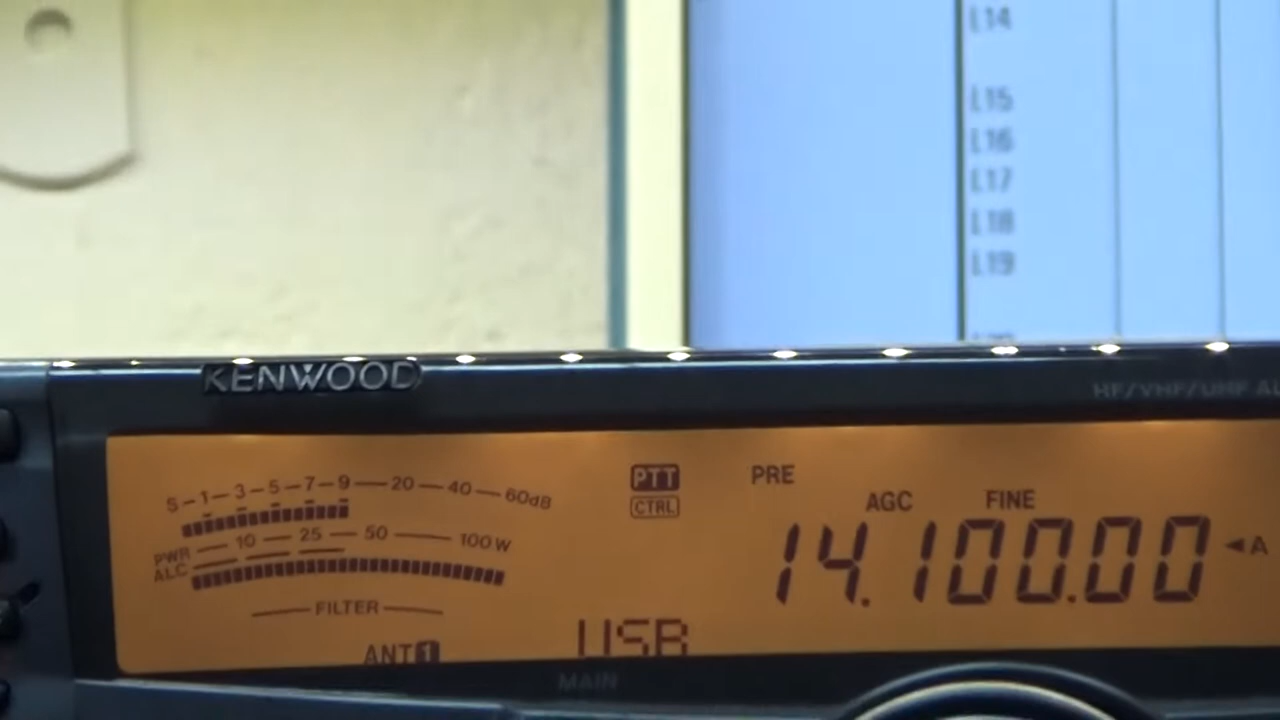 L14
L15
L16
L17
L18
L19
KENWOOD
HF/VHF/UHF
S-1-3-5-7-9-20-40-60dB
PTT
PRE
CTRL
AGC
FINE
PWR 10 25 50 100W
ALC
14.100.00 ◄A
FILTER
ANT 1
USB
MAIN